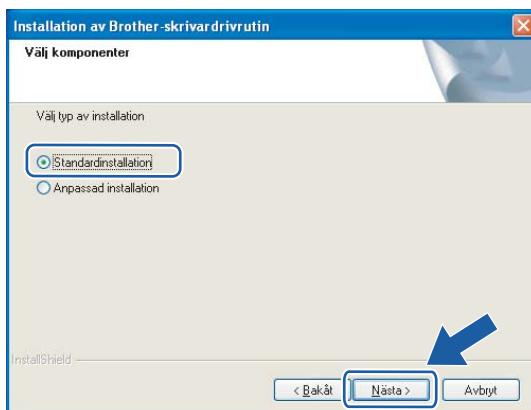 Installation av Brother-skrivardrivrutin
Välj komponenter
Välj typ av installation
Standardinstallation
Anpassad installation
InstallShield
< Bakåt Nästa > Avbryt